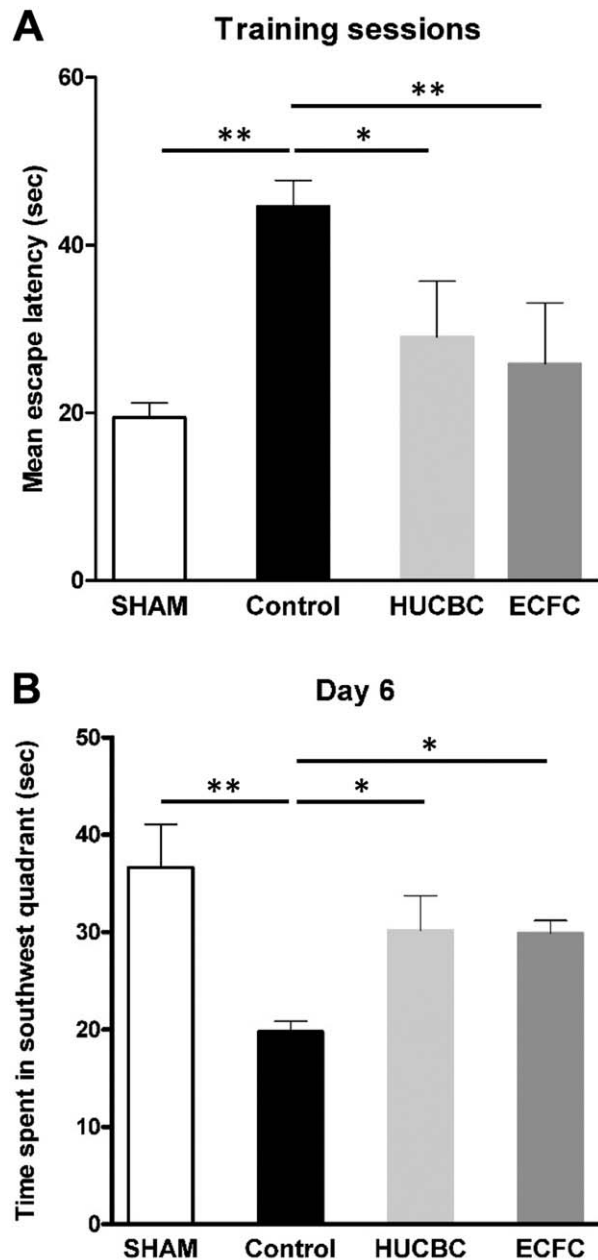 A
Training sessions
Mean escape latency (sec)
60
40
20
0
**
** *
SHAM Control HUCBC ECFC
B
Day 6
Time spent in southwest quadrant (sec)
50
40
30
20
10
0
*
** *
SHAM Control HUCBC ECFC